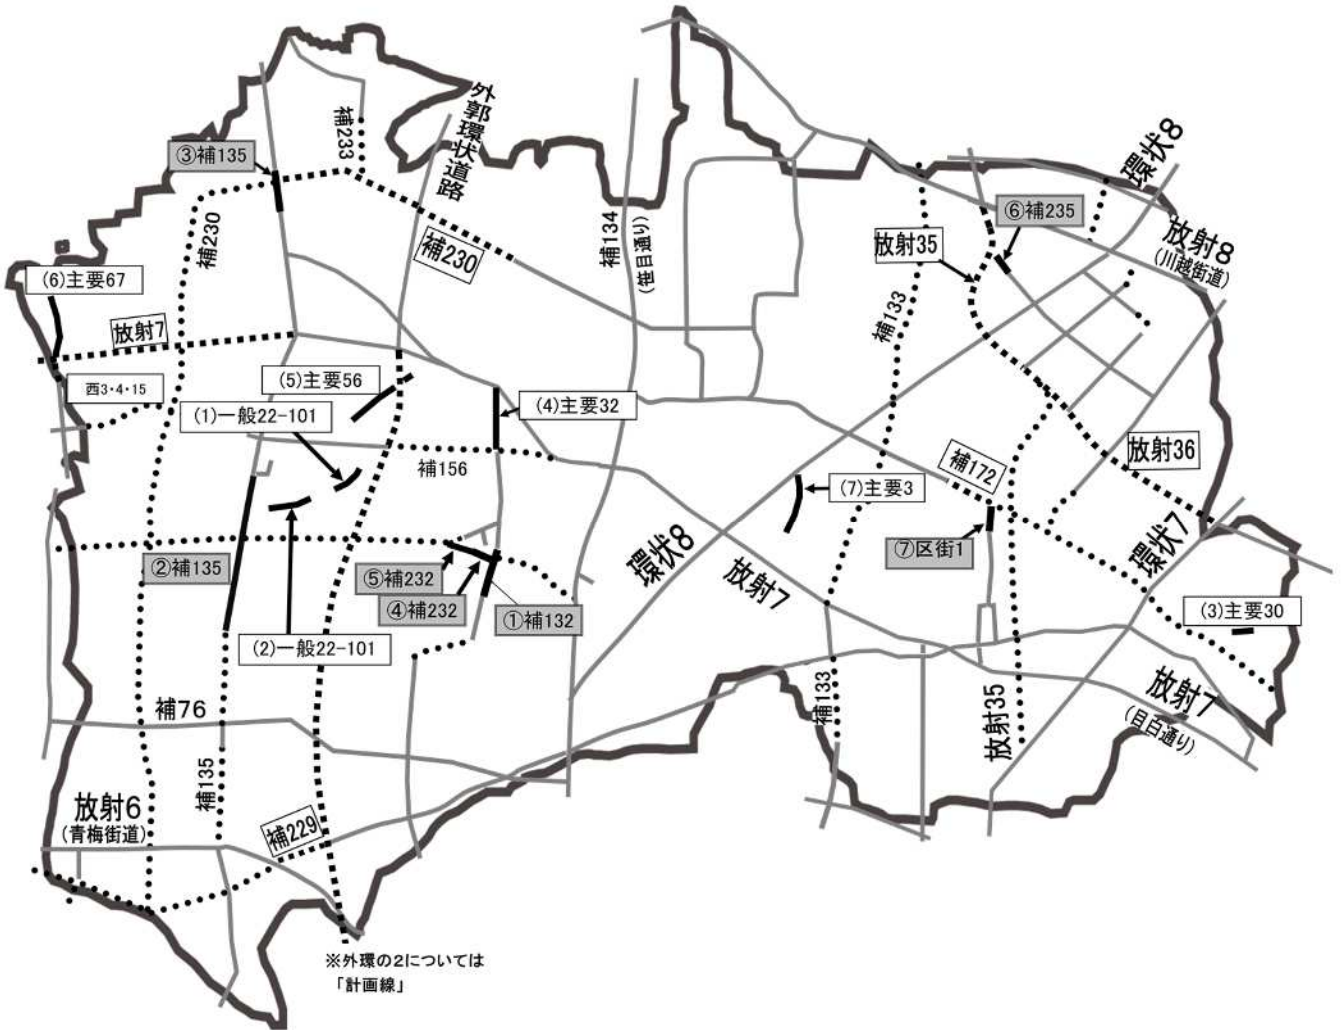 外郭環状道路
補233
③補135
環状8
⑥補235
補230
補134
(笹目通り)
放射35
放射8
(川越街道)
補230
(6)主要67
放射7
補133
西3・4・15
(5)主要56
(1)一般22-101
(4)主要32
放射36
補156
補172
(7)主要3
環状8
環状7
⑦区街1
②補135
⑤補232
放射7
④補232
①補132
(3)主要30
(2)一般22-101
補133
放射35
放射7
(目白通り)
補76
補135
放射6
(青梅街道)
補229
※外環の2については
「計画線」